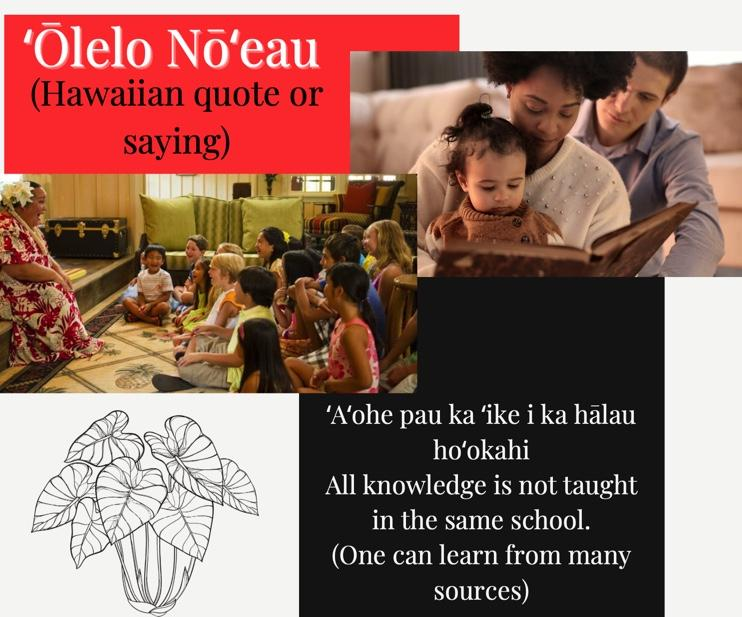 ʻŌlelo Nōʻeau
(Hawaiian quote or
saying)
ʻAʻohe pau ka ʻike i ka hālau
hoʻokahi
All knowledge is not taught
in the same school.
(One can learn from many
sources)